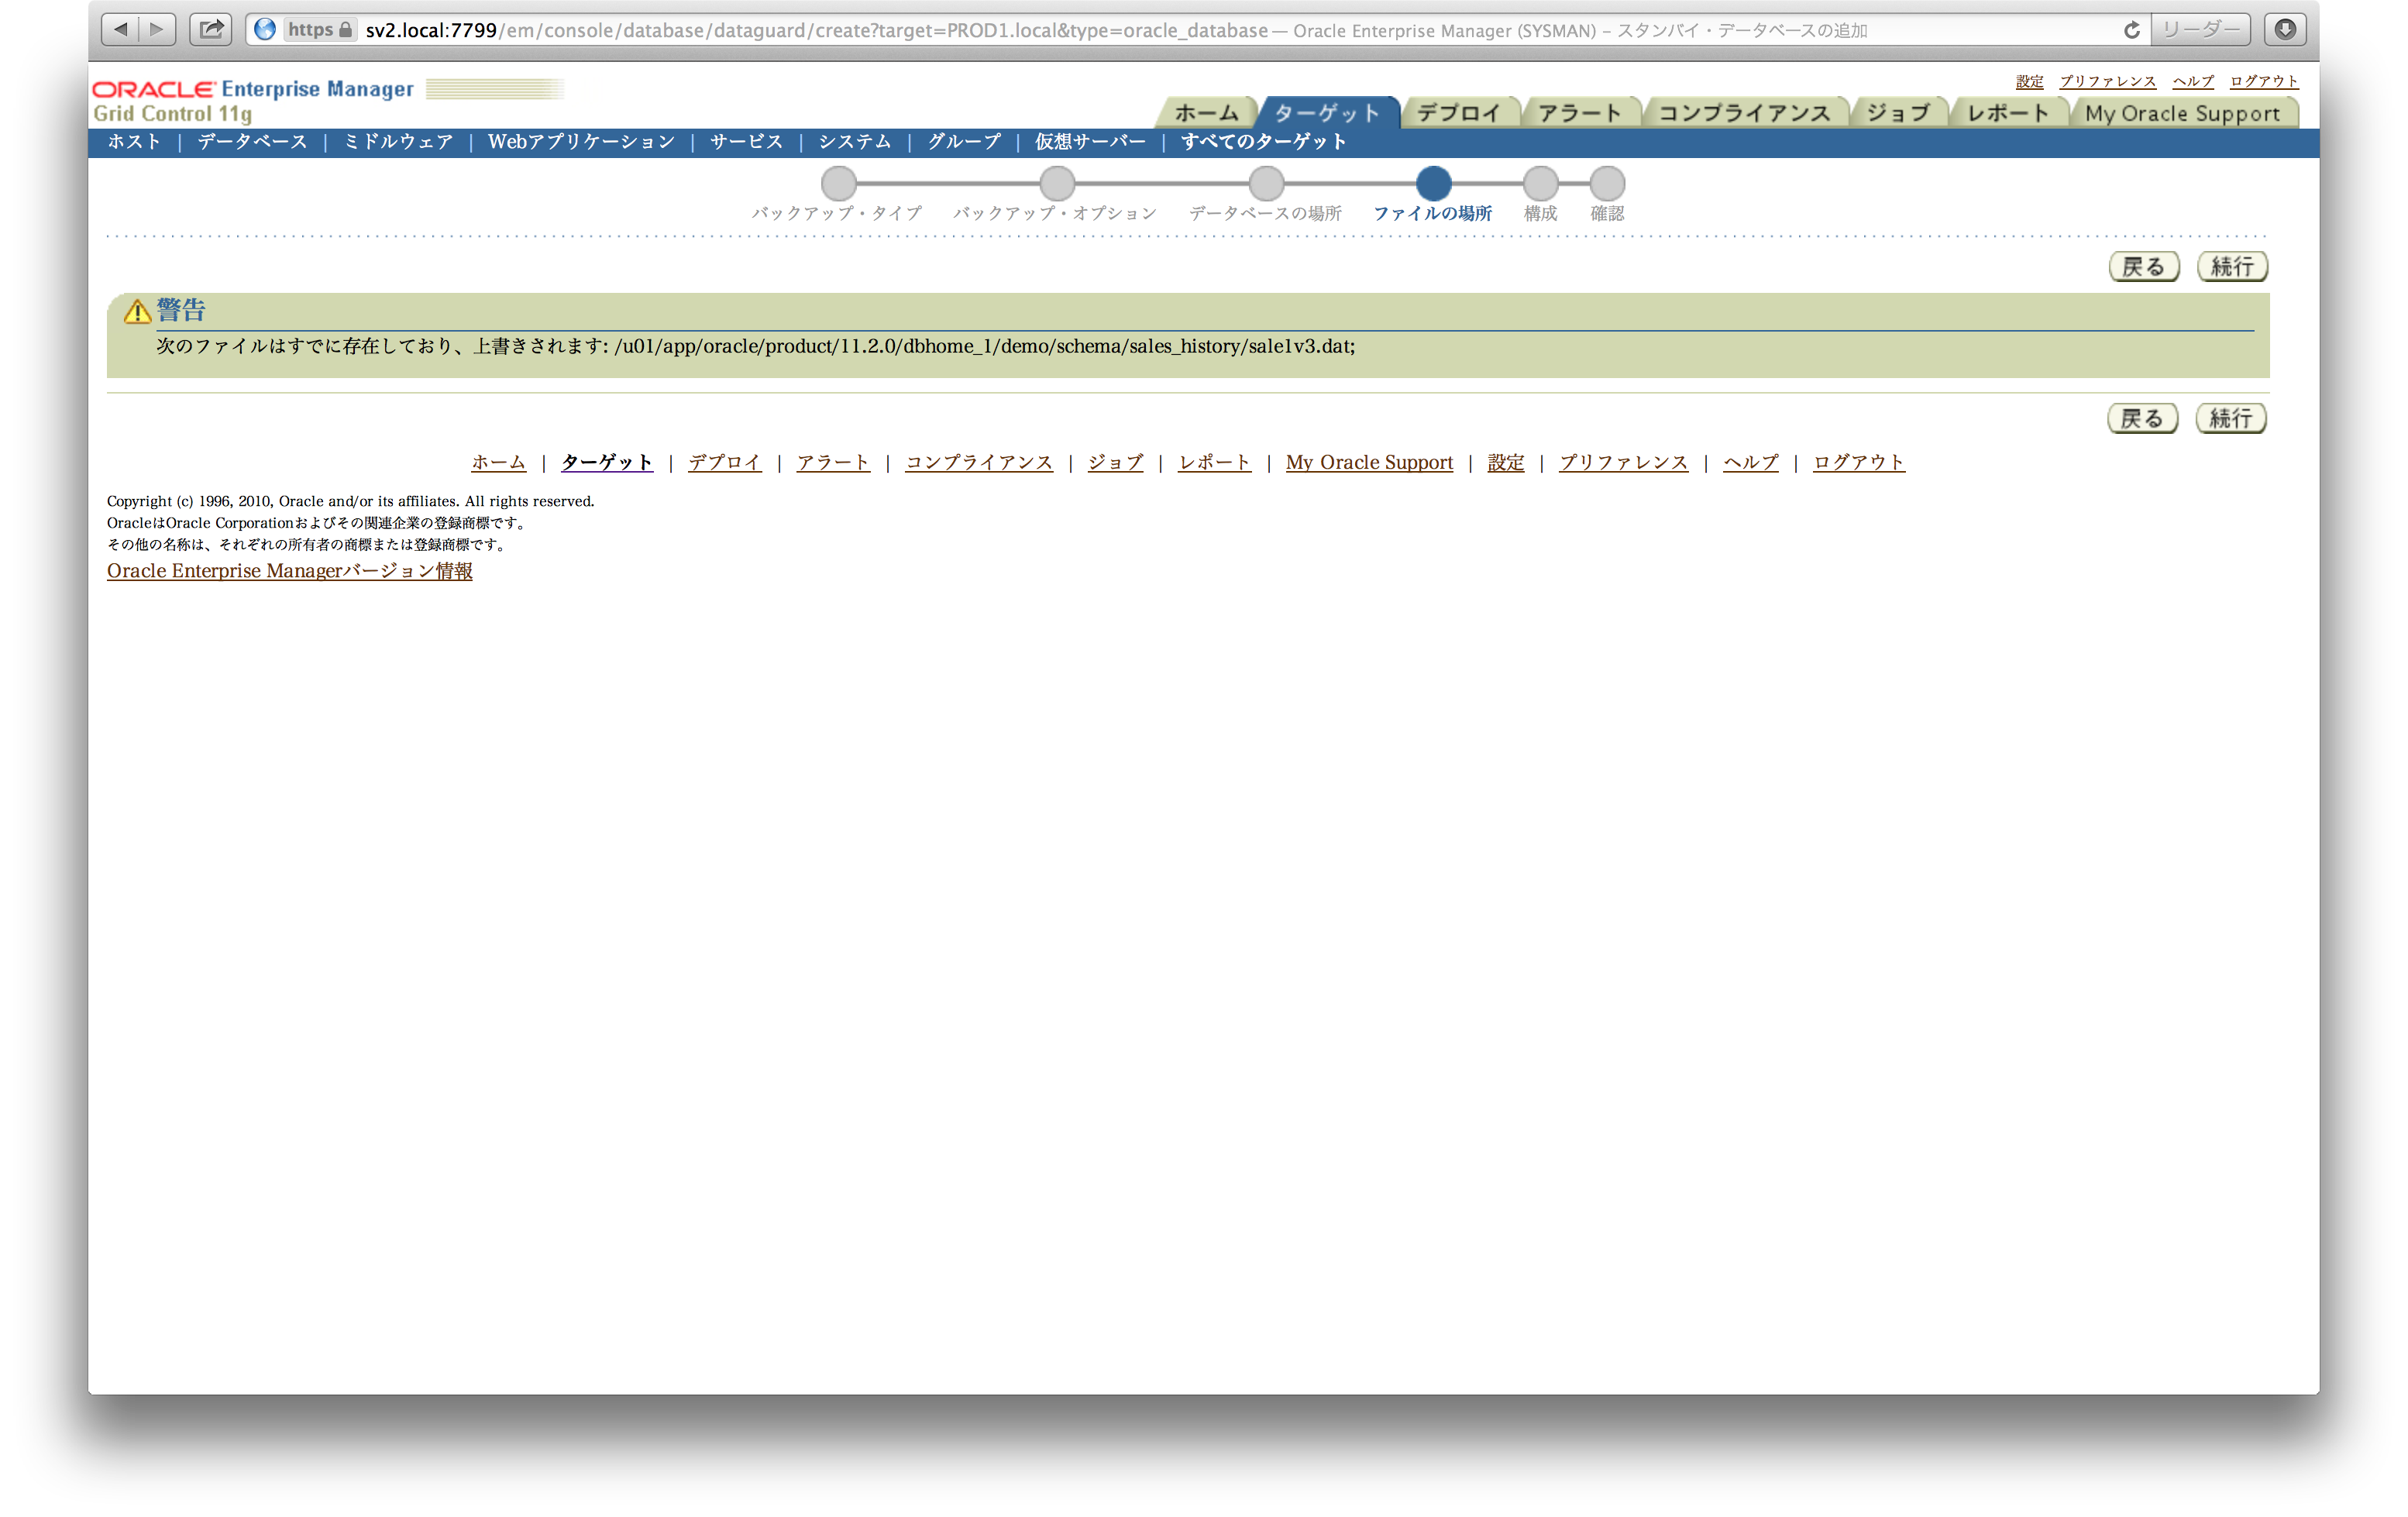 https sv2.local:7799/em/console/database/dataguard/create?target=PROD1.local&type=oracle_database — Oracle Enterprise Manager (SYSMAN) – スタンバイ・データベースの追加 リーダー
ORACLE Enterprise Manager
Grid Control 11g
設定 プリファレンス ヘルプ ログアウト
ホーム ターゲット デプロイ アラート コンプライアンス ジョブ レポート My Oracle Support
ホスト | データベース | ミドルウェア | Webアプリケーション | サービス | システム | グループ | 仮想サーバー | すべてのターゲット
バックアップ・タイプ バックアップ・オプション データベースの場所 ファイルの場所 構成 確認
戻る 続行
警告
次のファイルはすでに存在しており、上書きされます: /u01/app/oracle/product/11.2.0/dbhome_1/demo/schema/sales_history/sale1v3.dat;
戻る 続行
ホーム | ターゲット | デプロイ | アラート | コンプライアンス | ジョブ | レポート | My Oracle Support | 設定 | プリファレンス | ヘルプ | ログアウト
Copyright (c) 1996, 2010, Oracle and/or its affiliates. All rights reserved.
OracleはOracle Corporationおよびその関連企業の登録商標です。
その他の名称は、それぞれの所有者の商標または登録商標です。
Oracle Enterprise Managerバージョン情報